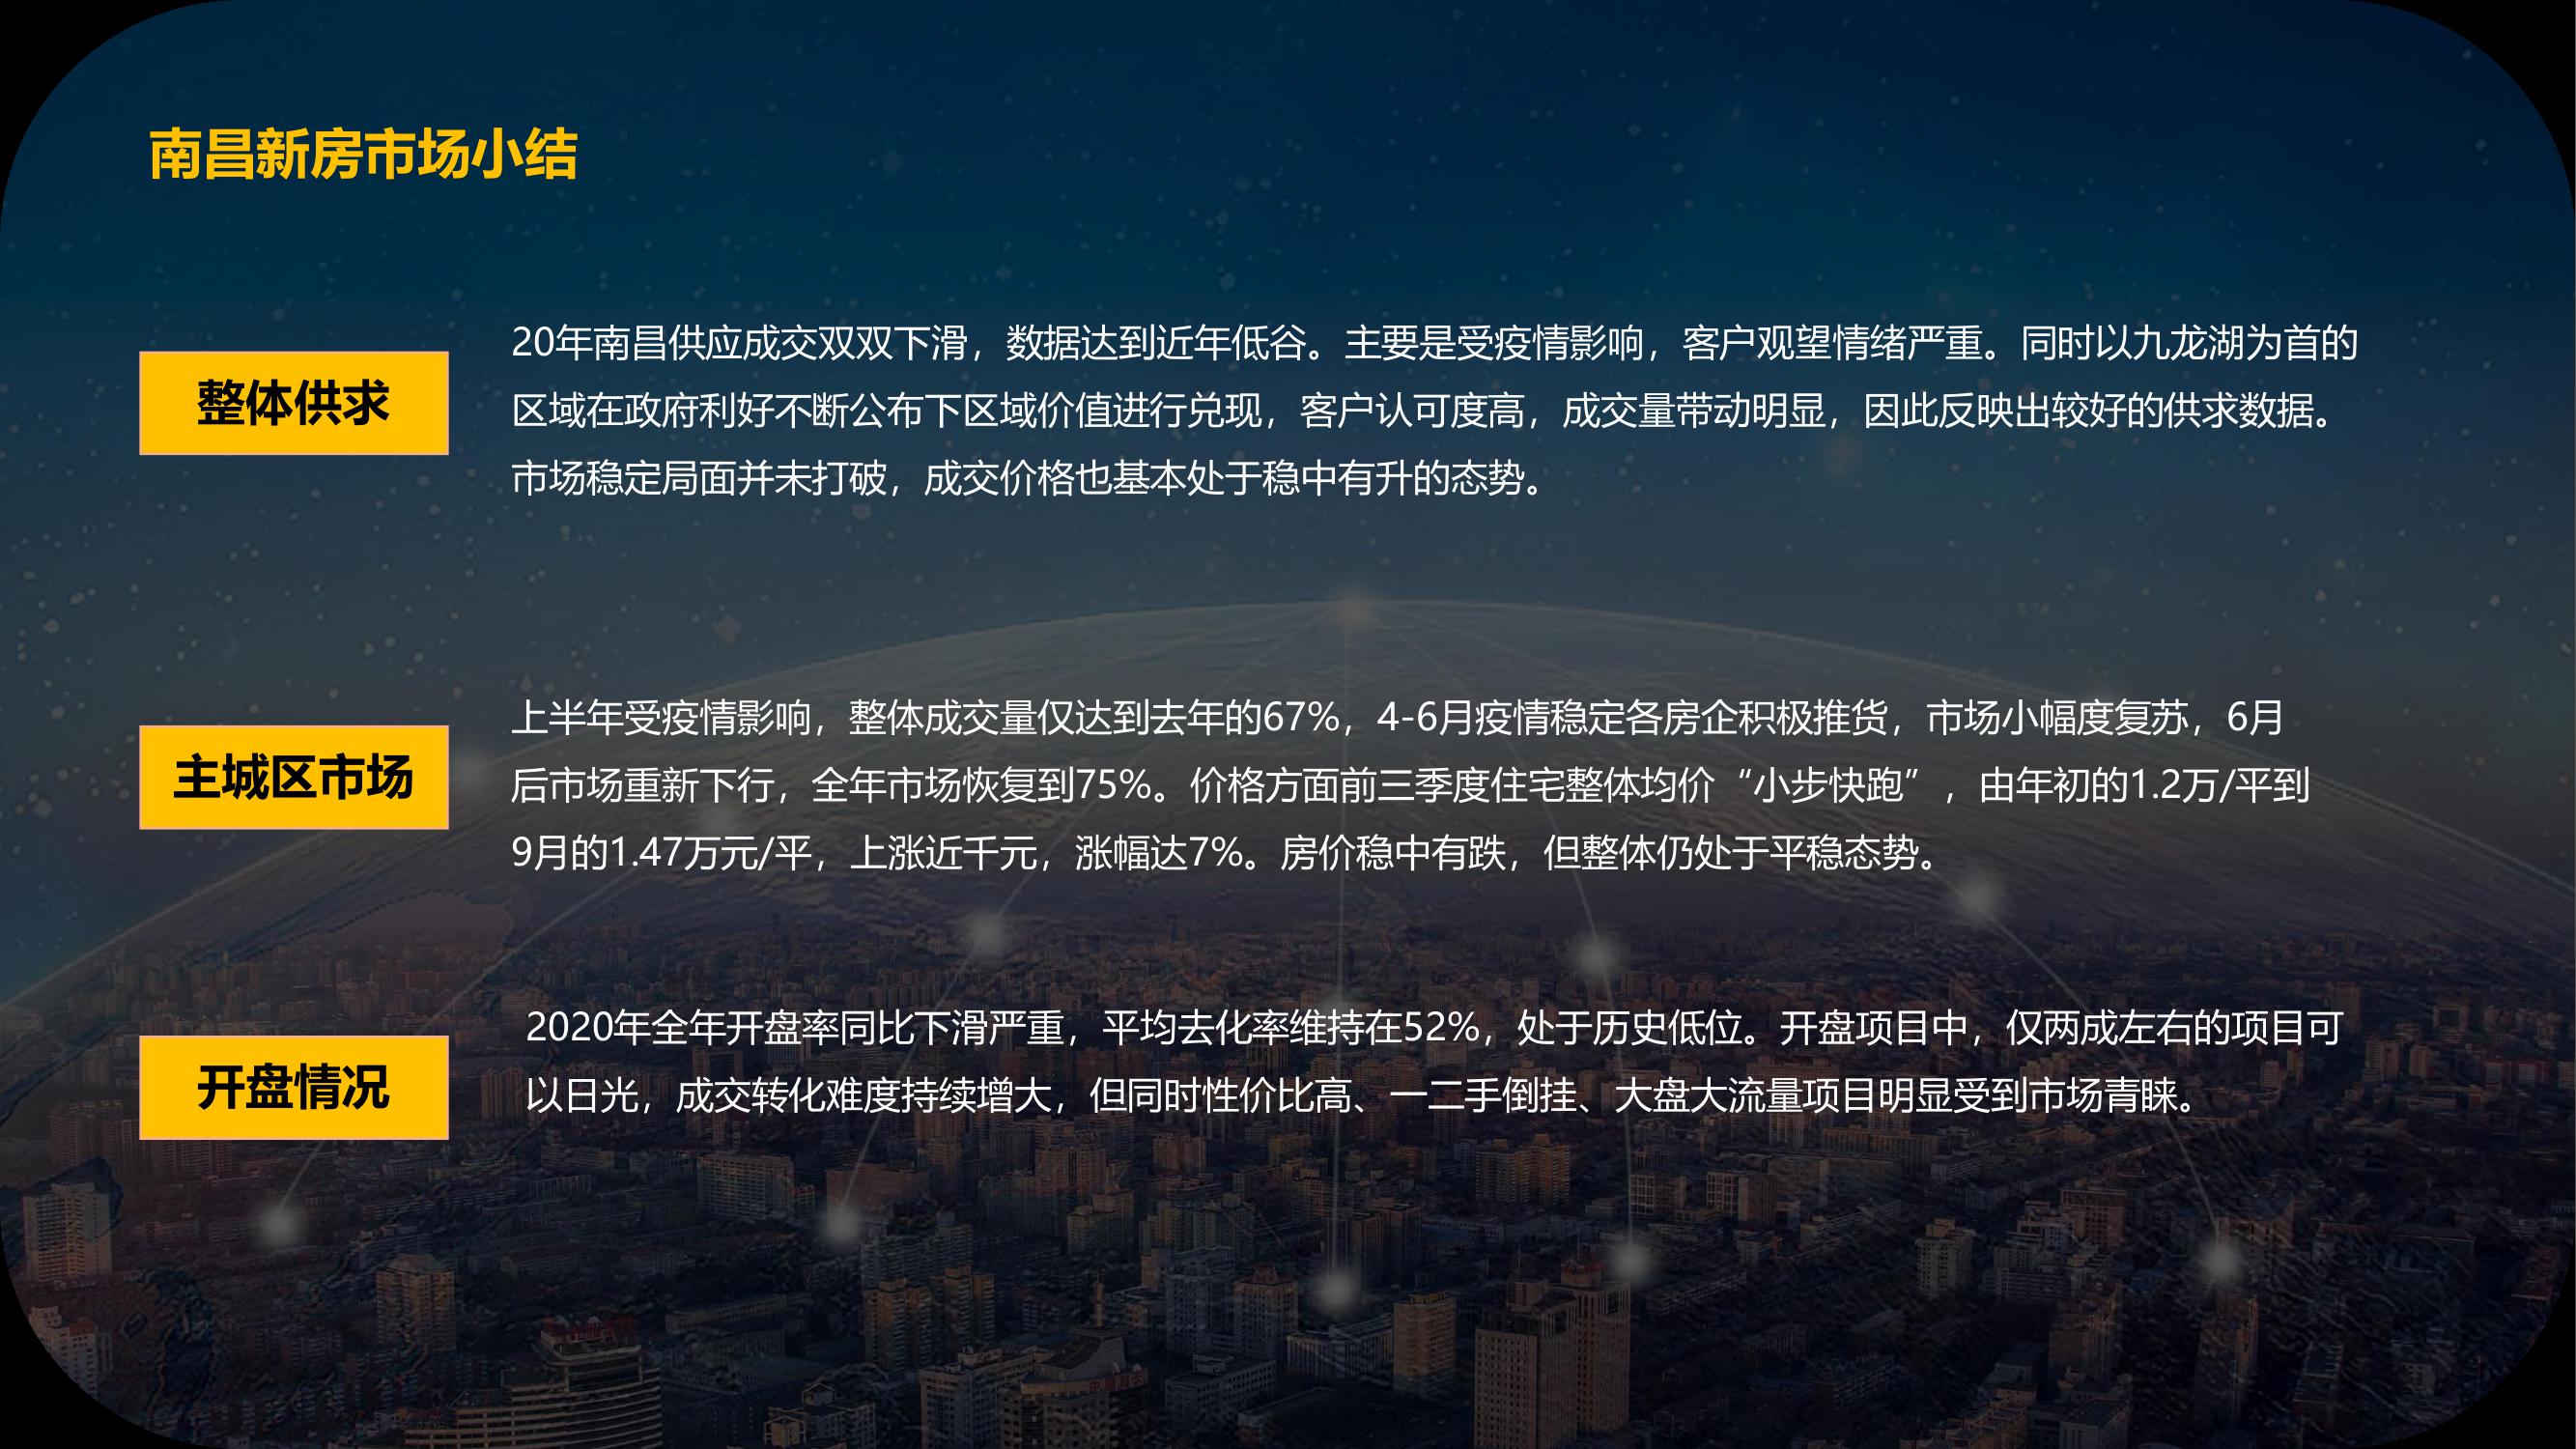 南昌新房市场小结
整体供求
20年南昌供应成交双双下滑，数据达到近年低谷。主要是受疫情影响，客户观望情绪严重。同时以九龙湖为首的
区域在政府利好不断公布下区域价值进行兑现，客户认可度高，成交量带动明显，因此反映出较好的供求数据。
市场稳定局面并未打破，成交价格也基本处于稳中有升的态势。
主城区市场
上半年受疫情影响，整体成交量仅达到去年的67%，4-6月疫情稳定各房企积极推货，市场小幅度复苏，6月
后市场重新下行，全年市场恢复到75%。价格方面前三季度住宅整体均价“小步快跑”，由年初的1.2万/平到
9月的1.47万元/平，上涨近千元，涨幅达7%。房价稳中有跌，但整体仍处于平稳态势。
开盘情况
2020年全年开盘率同比下滑严重，平均去化率维持在52%，处于历史低位。开盘项目中，仅两成左右的项目可
以日光，成交转化难度持续增大，但同时性价比高、一二手倒挂、大盘大流量项目明显受到市场青睐。